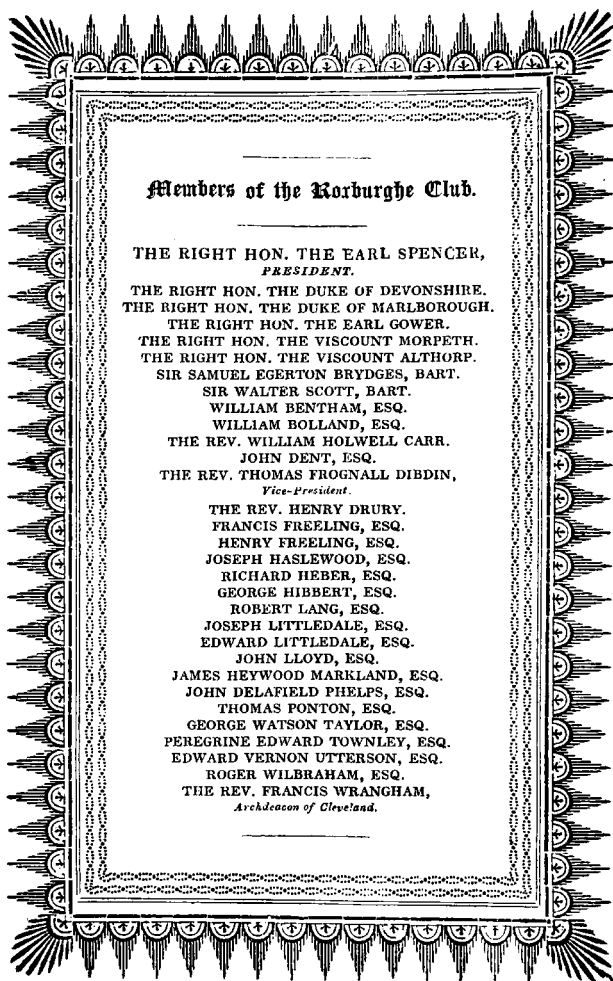 Members of the Roxburghe Club.
THE RIGHT HON. THE EARL SPENCER,
PRESIDENT.
THE RIGHT HON. THE DUKE OF DEVONSHIRE.
THE RIGHT HON. THE DUKE OF MARLBOROUGH.
THE RIGHT HON. THE EARL GOWER.
THE RIGHT HON. THE VISCOUNT MORPETH.
THE RIGHT HON. THE VISCOUNT ALTHORP.
SIR SAMUEL EGERTON BRYDGES, BART.
SIR WALTER SCOTT, BART.
WILLIAM BENTHAM, ESQ.
WILLIAM BOLLAND, ESQ.
THE REV. WILLIAM HOLWELL CARR.
JOHN DENT, ESQ.
THE REV. THOMAS FROGNALL DIBDIN,
Vice-President.
THE REV. HENRY DRURY.
FRANCIS FREELING, ESQ.
HENRY FREELING, ESQ.
JOSEPH HASLEWOOD, ESQ.
RICHARD HEBER, ESQ.
GEORGE HIBBERT, ESQ.
ROBERT LANG, ESQ.
JOSEPH LITTLEDALE, ESQ.
EDWARD LITTLEDALE, ESQ.
JOHN LLOYD, ESQ.
JAMES HEYWOOD MARKLAND, ESQ.
JOHN DELAFIELD PHELPS, ESQ.
THOMAS PONTON, ESQ.
GEORGE WATSON TAYLOR, ESQ.
PEREGRINE EDWARD TOWNLEY, ESQ.
EDWARD VERNON UTTERSON, ESQ.
ROGER WILBRAHAM, ESQ.
THE REV. FRANCIS WRANGHAM,
Archdeacon of Cleveland.